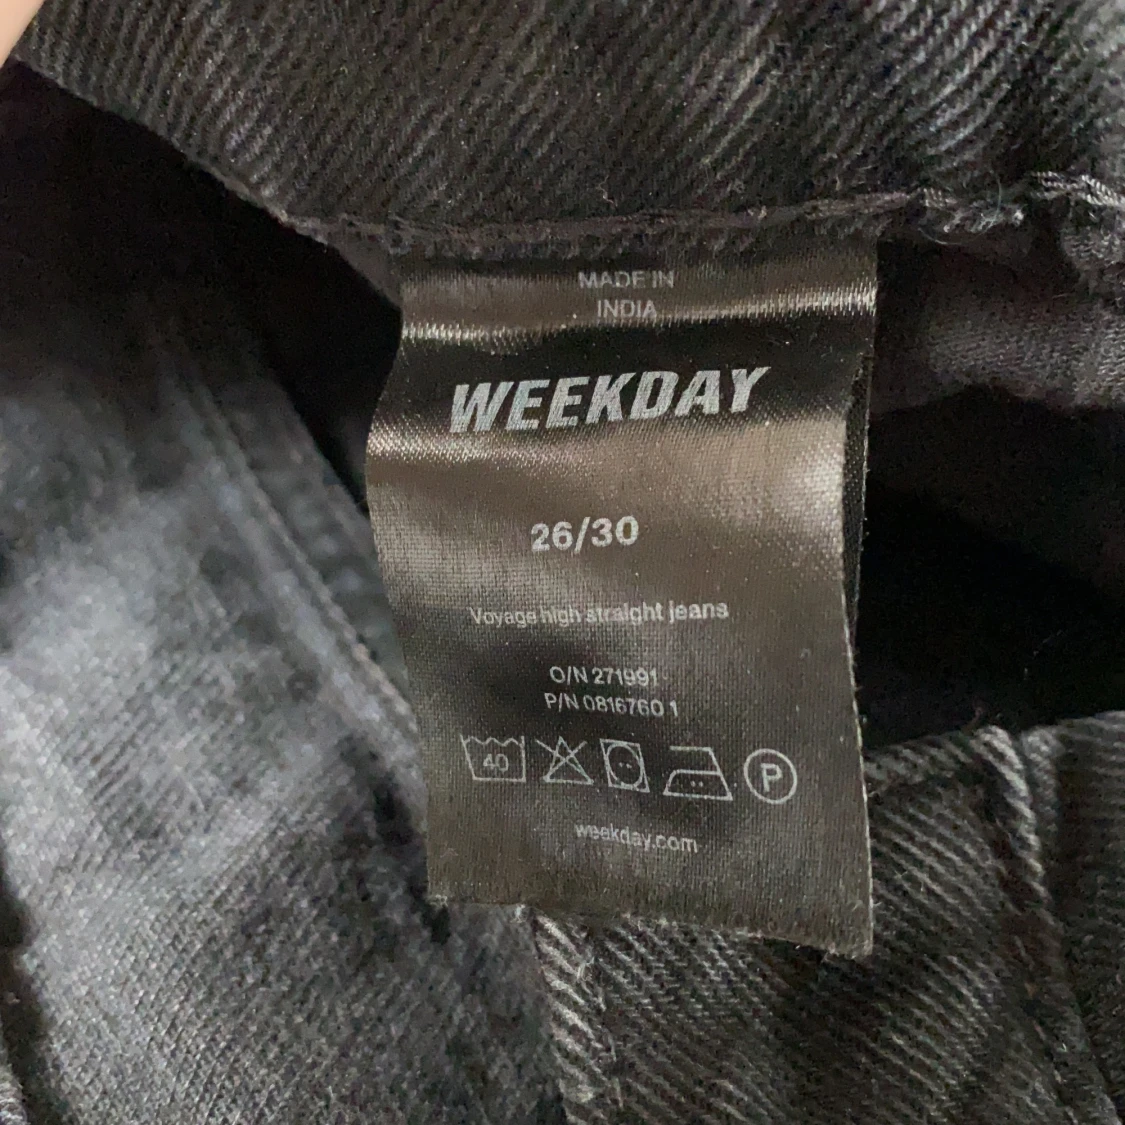 MADE IN
INDIA
WEEKDAY
26/30
Voyage high straight jeans
O/N 271991
P/N 0816760 1
40 P
weekday.com